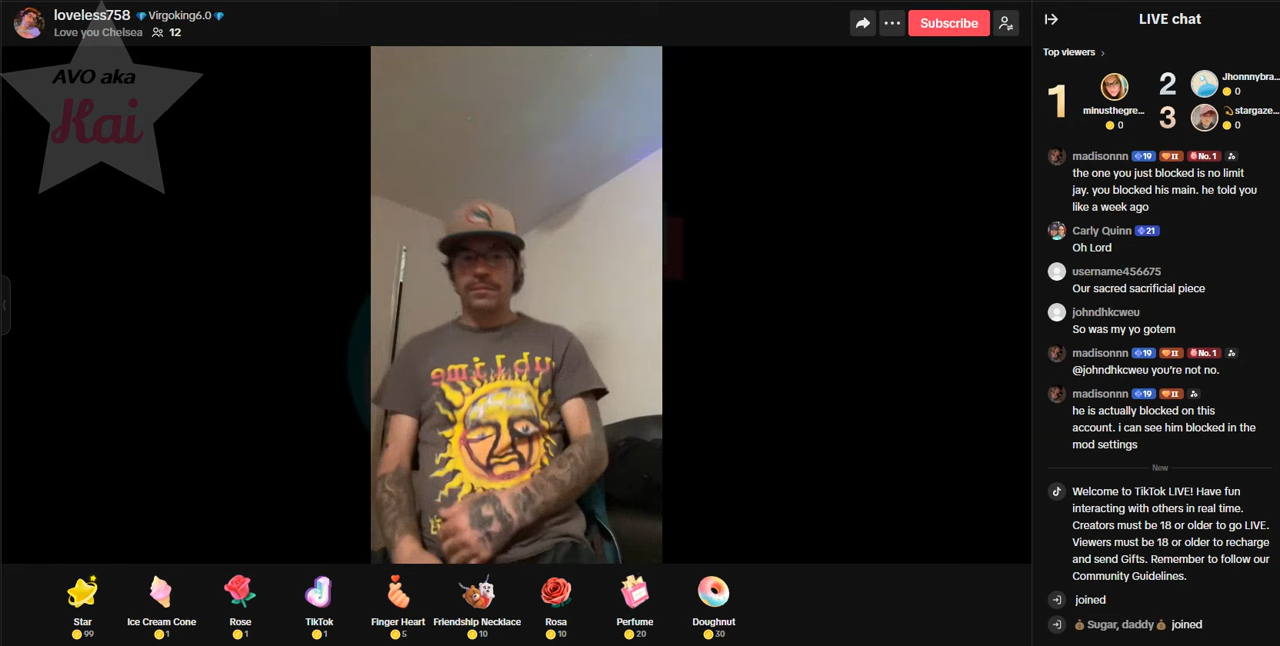 loveless758 Virgoking6.0
Love you Chelsea 12
Subscribe
AVO aka
Kai
sublime
LIVE chat
Top viewers
1
minusthegre...
0
2
Jhonnnybra...
0
3
stargaze...
0
madisonnn 19 II No. 1
the one you just blocked is no limit
jay. you blocked his main. he told you
like a week ago
Carly Quinn 21
Oh Lord
username456675
Our sacred sacrificial piece
johndhkcweu
So was my yo gotem
madisonnn 19 II No. 1
@johndhkcweu you're not no.
madisonnn 19 II
he is actually blocked on this
account. i can see him blocked in the
mod settings
New
Welcome to TikTok LIVE! Have fun
interacting with others in real time.
Creators must be 18 or older to go LIVE.
Viewers must be 18 or older to recharge
and send Gifts. Remember to follow our
Community Guidelines.
joined
Sugar, daddy joined
Star
99
Ice Cream Cone
1
Rose
1
TikTok
1
Finger Heart
5
Friendship Necklace
10
Rosa
10
Perfume
20
Doughnut
30